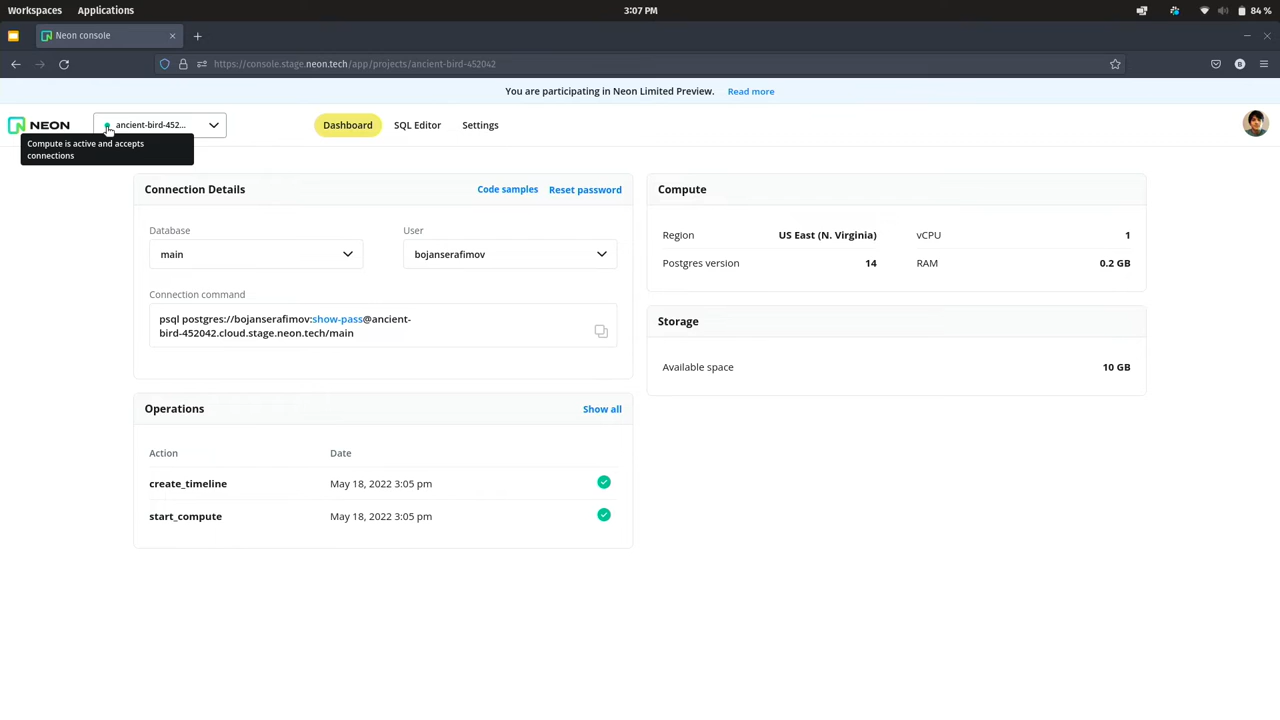 Workspaces Applications 3:07 PM 84 %
Neon console
https://console.stage.neon.tech/app/projects/ancient-bird-452042
You are participating in Neon Limited Preview. Read more
NEON ancient-bird-452... Dashboard SQL Editor Settings
Compute is active and accepts
connections
Connection Details Code samples Reset password
Database User
main bojanserafimov
Connection command
psql postgres://bojanserafimov:show-pass@ancient-
bird-452042.cloud.stage.neon.tech/main
Operations Show all
Action Date
create_timeline May 18, 2022 3:05 pm
start_compute May 18, 2022 3:05 pm
Compute
Region US East (N. Virginia) vCPU 1
Postgres version 14 RAM 0.2 GB
Storage
Available space 10 GB